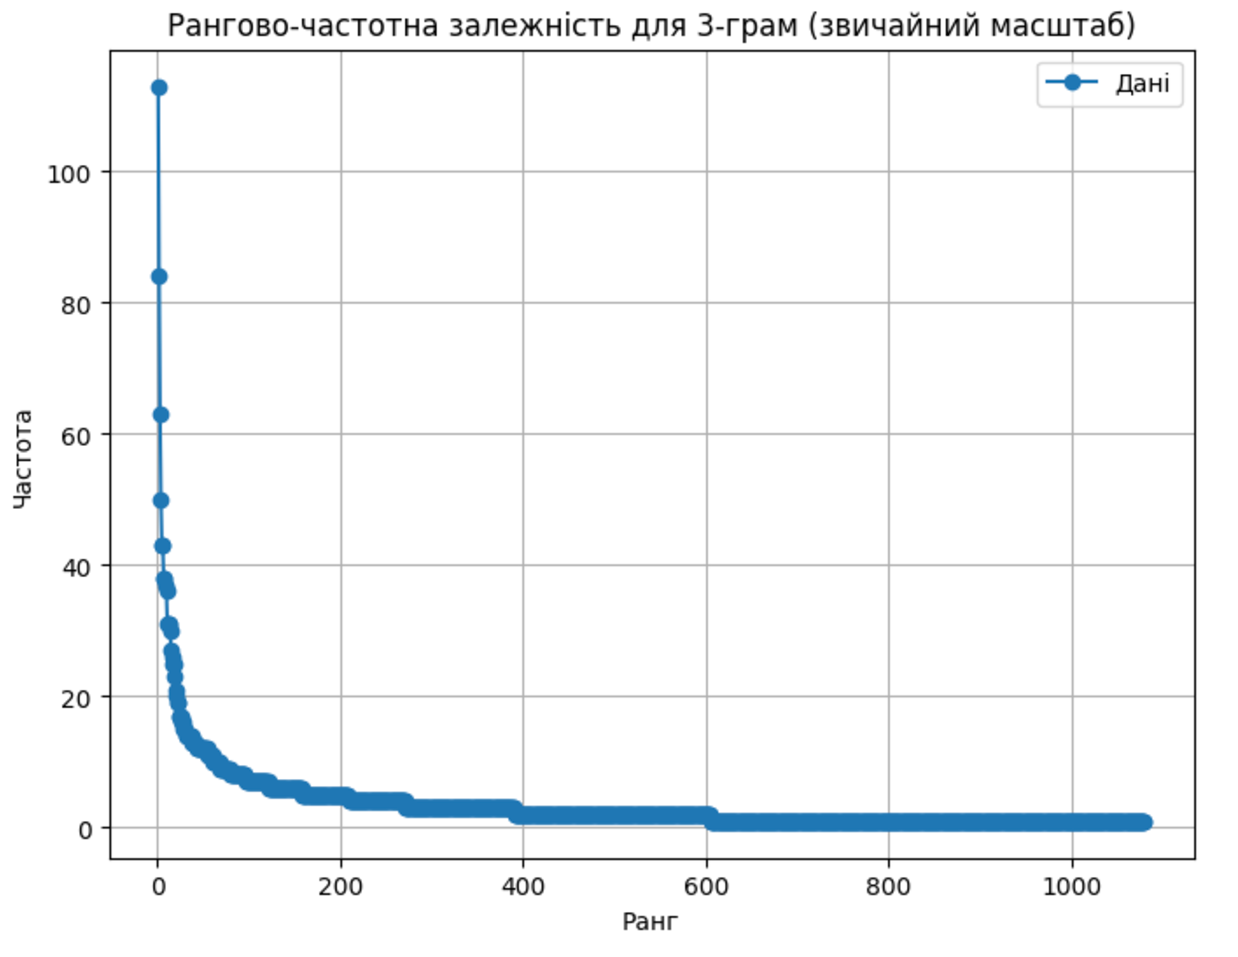 Рангово-частотна залежність для 3-грам (звичайний масштаб)
Дані
100
80
60
40
20
0
Частота
0 200 400 600 800 1000
Ранг